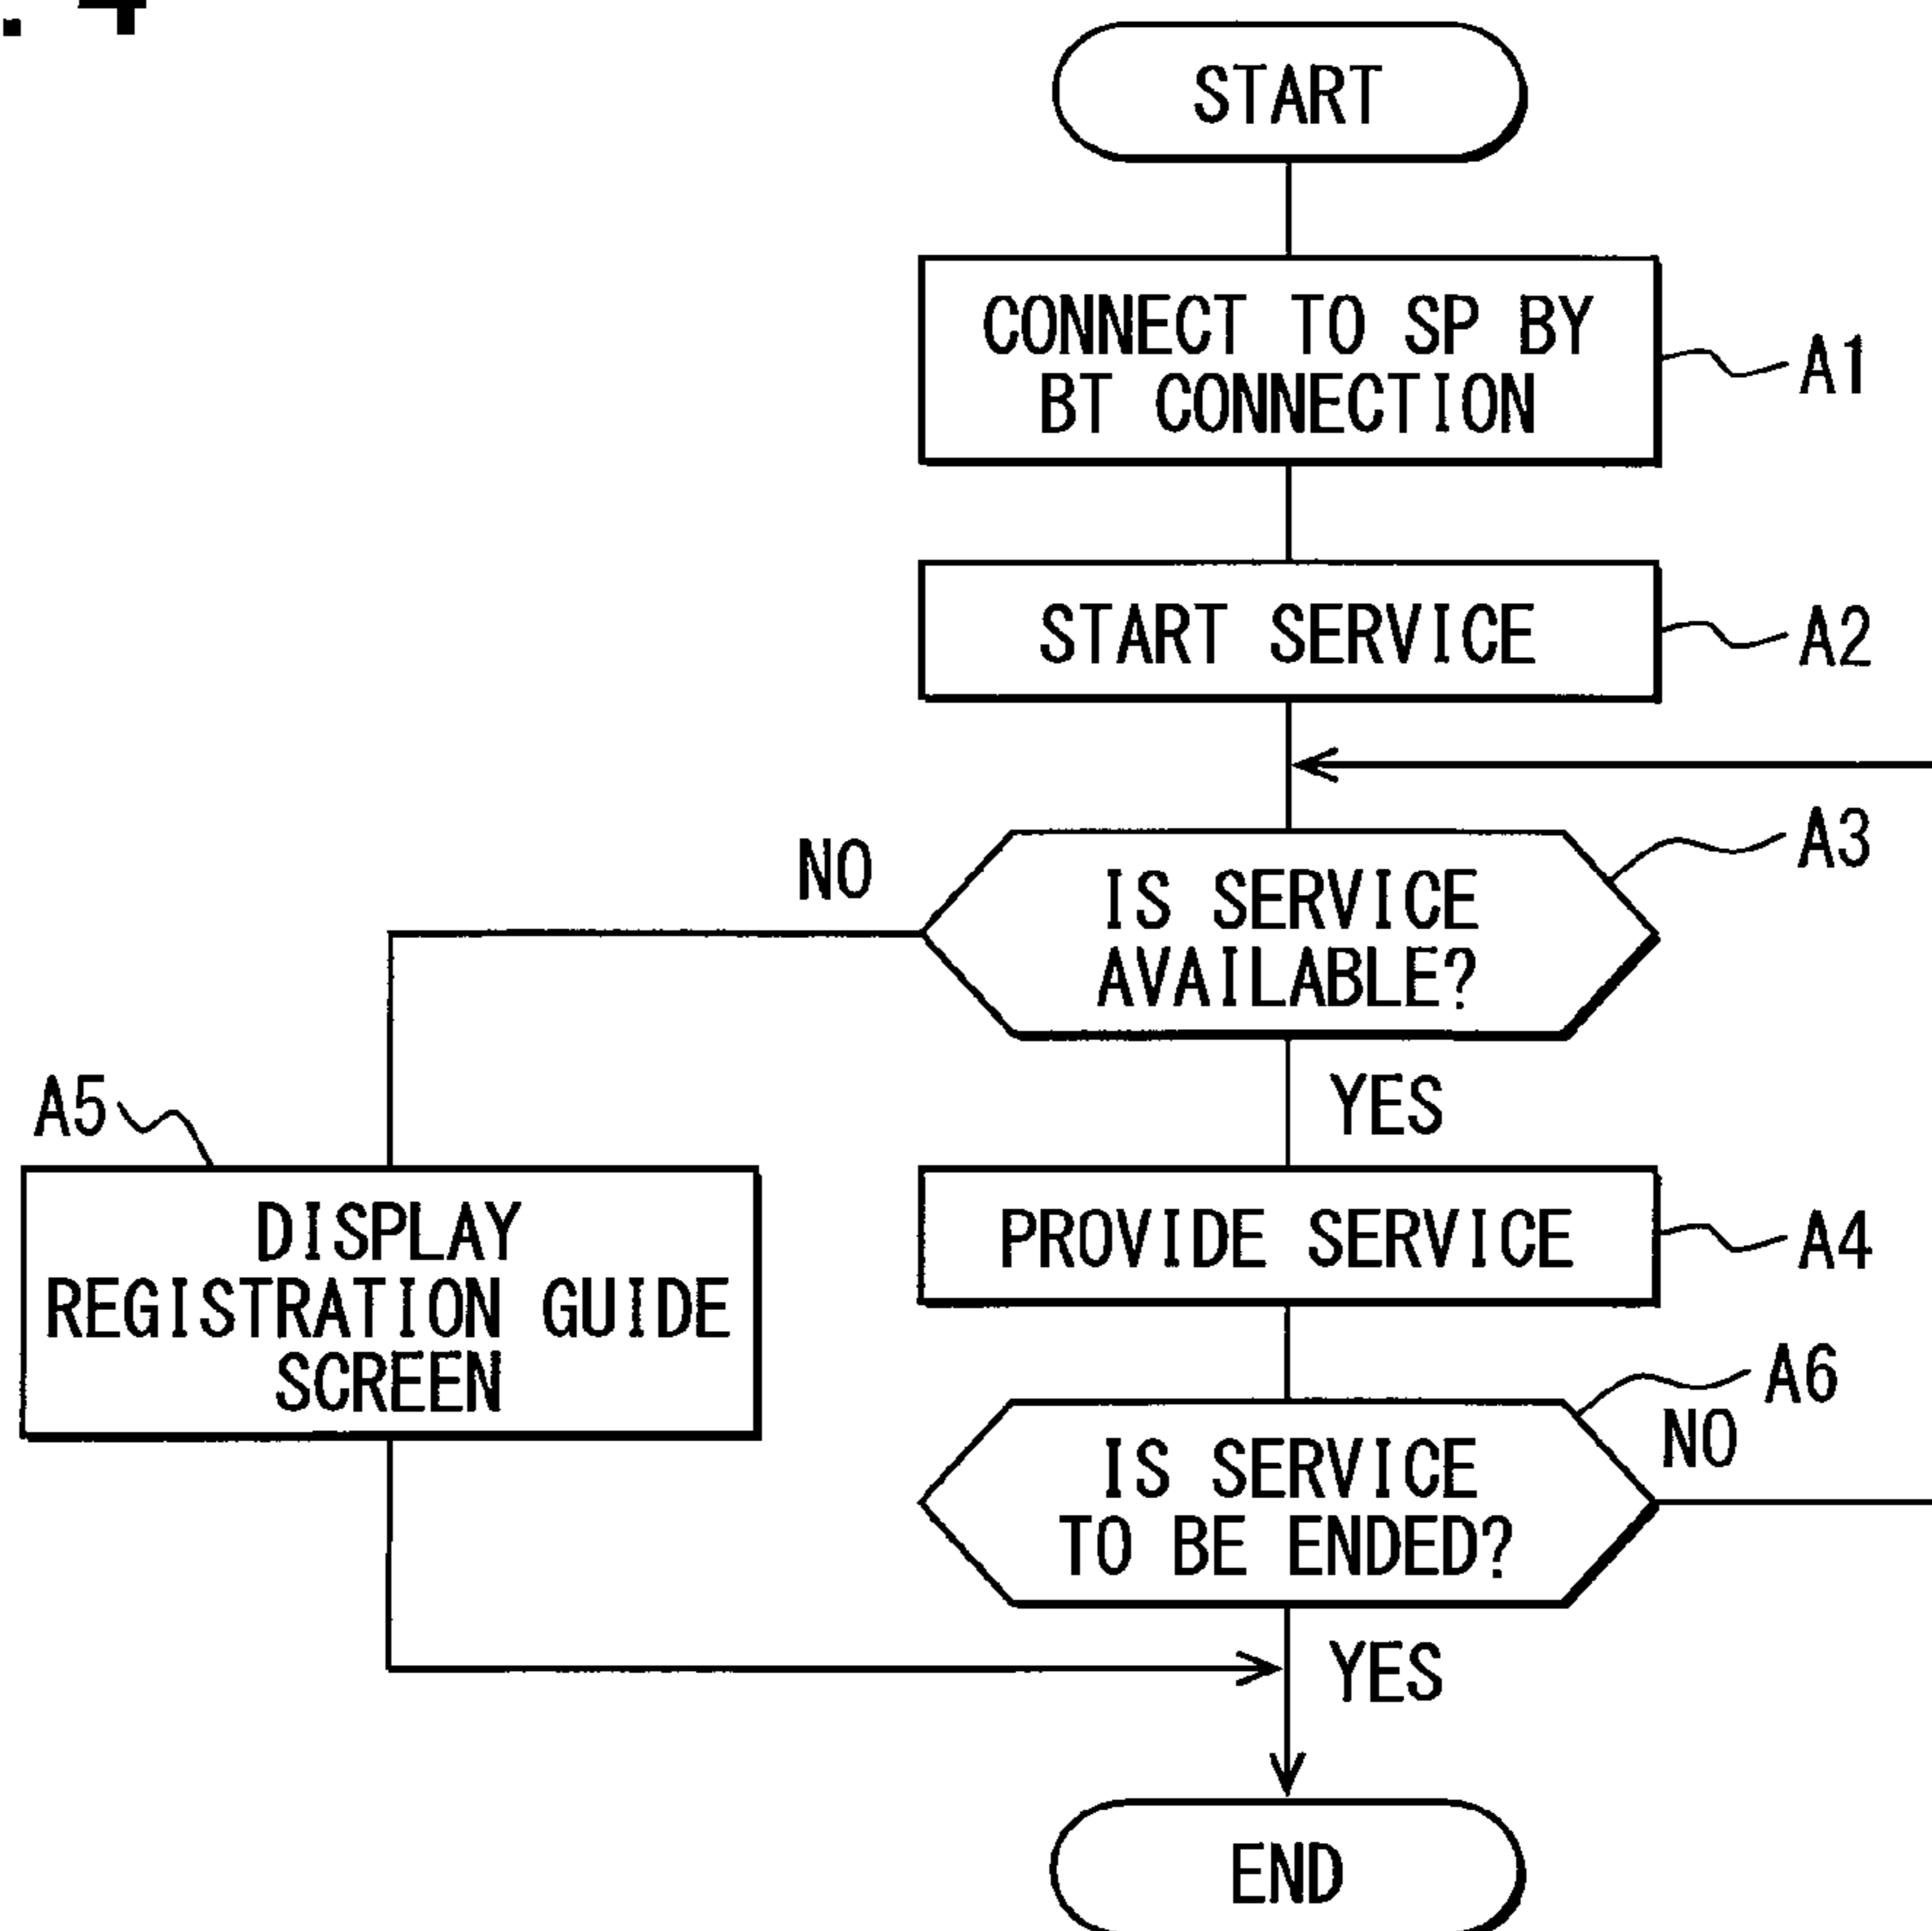 . 4
START
CONNECT TO SP BY
BT CONNECTION
A1
START SERVICE
A2
A3
NO
IS SERVICE
AVAILABLE?
YES
A5
DISPLAY
REGISTRATION GUIDE
SCREEN
PROVIDE SERVICE
A4
A6
NO
IS SERVICE
TO BE ENDED?
YES
END